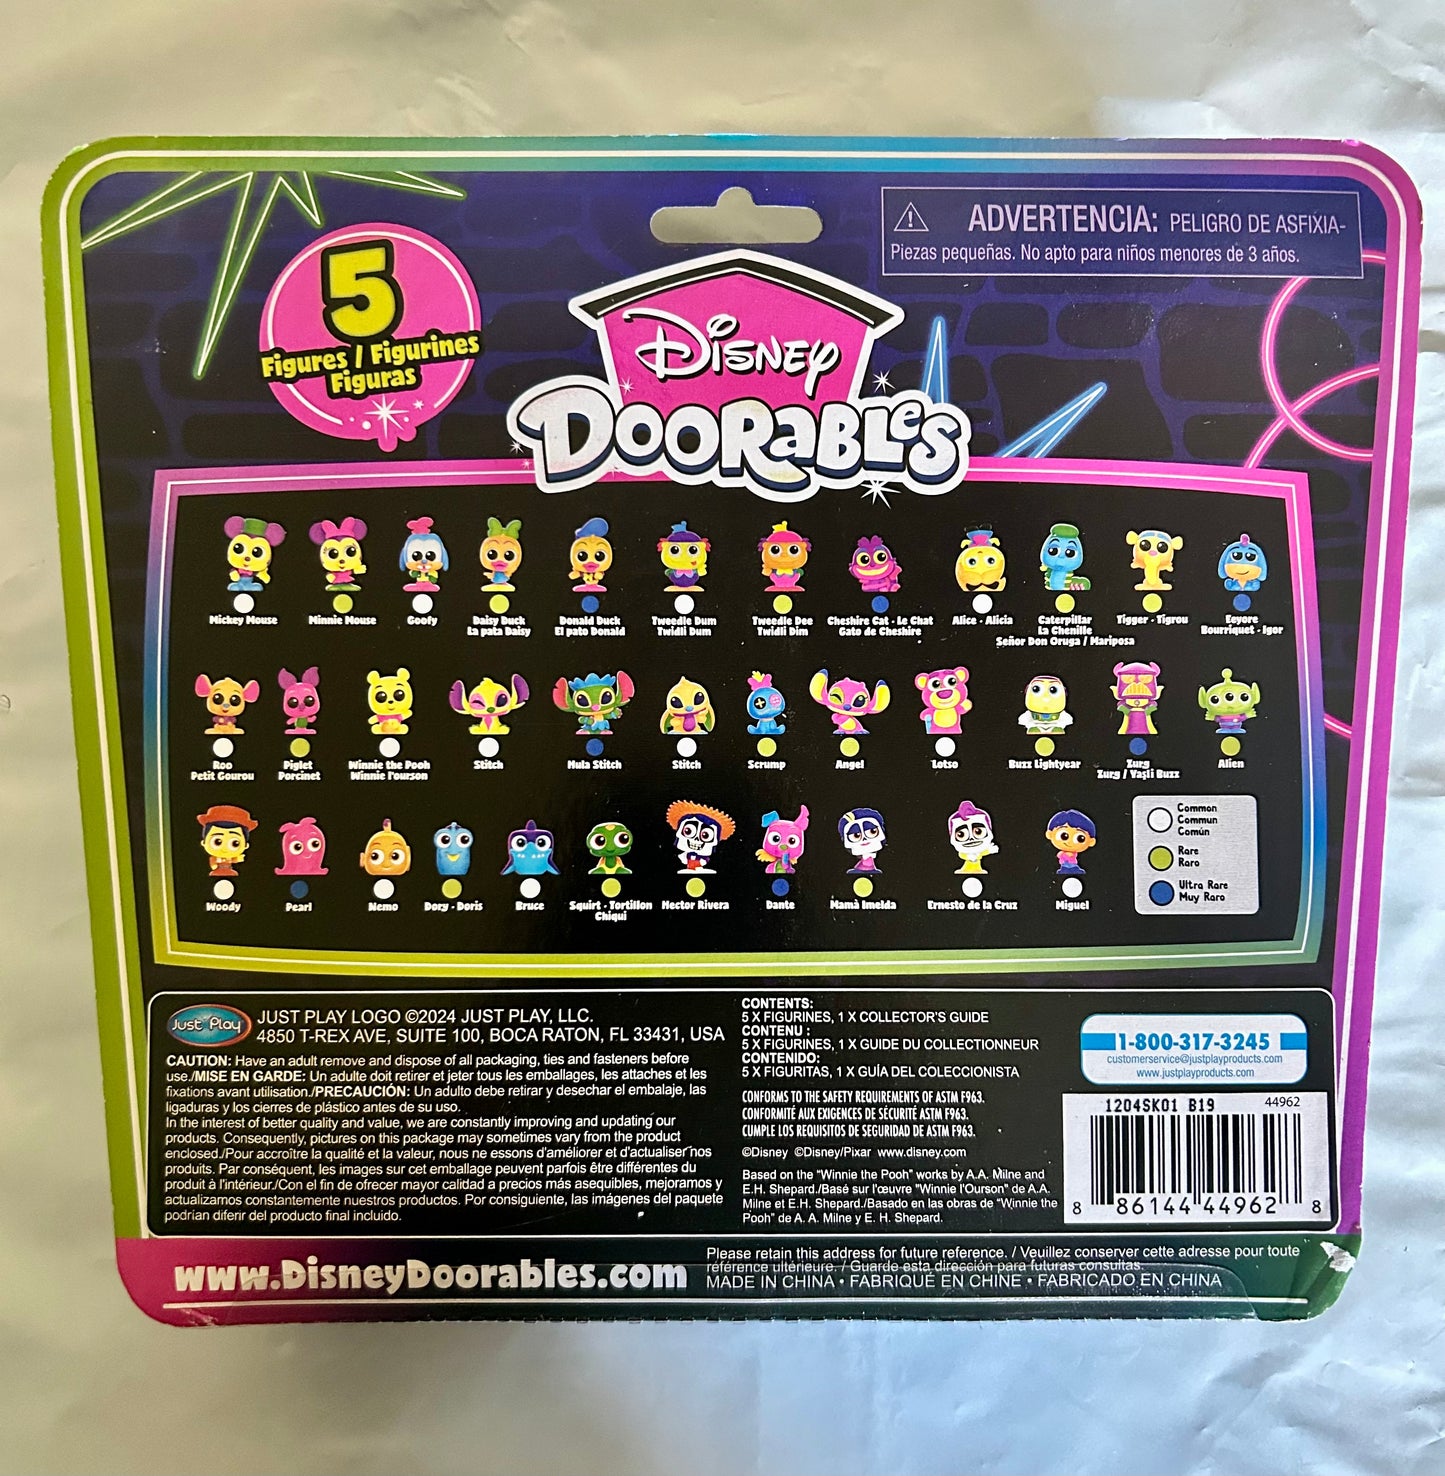 ADVERTENCIA: PELIGRO DE ASFIXIA-
Piezas pequeñas. No apto para niños menores de 3 años.
5
Figures / Figurines
Figuras
Disney
Doorables
Mickey Mouse
Minnie Mouse
Goofy
Daisy Duck
La pata Daisy
Donald Duck
El pato Donald
Tweedle Dum
Twidli Dum
Tweedle Dee
Twidli Dim
Cheshire Cat - Le Chat
Gato de Cheshire
Alice - Alicia
Caterpillar
La Chenille
Señor Don Oruga / Mariposa
Tigger - Tigrou
Eeyore
Bourriquet - Igor
Roo
Petit Gourou
Piglet
Porcinet
Winnie the Pooh
Winnie l'ourson
Stitch
Hula Stitch
Stitch
Scrump
Angel
Lotso
Buzz Lightyear
Zurg
Zurg / Yaşli Buzz
Alien
Woody
Pearl
Nemo
Dory - Doris
Bruce
Squirt - Tortillon
Chiqui
Hector Rivera
Dante
Mamá Imelda
Ernesto de la Cruz
Miguel
Common
Commun
Común
Rare
Raro
Ultra Rare
Muy Raro
Just Play
JUST PLAY LOGO ©2024 JUST PLAY, LLC.
4850 T-REX AVE, SUITE 100, BOCA RATON, FL 33431, USA
CAUTION: Have an adult remove and dispose of all packaging, ties and fasteners before
use./MISE EN GARDE: Un adulte doit retirer et jeter tous les emballages, les attaches et les
fixations avant utilisation./PRECAUCIÓN: Un adulto debe retirar y desechar el embalaje, las
ligaduras y los cierres de plástico antes de su uso.
In the interest of better quality and value, we are constantly improving and updating our
products. Consequently, pictures on this package may sometimes vary from the product
enclosed./Pour accroître la qualité et la valeur, nous ne essons d'améliorer et d'actualiser nos
produits. Par conséquent, les images sur cet emballage peuvent parfois être différentes du
produit à l'intérieur./Con el fin de ofrecer mayor calidad a precios más asequibles, mejoramos y
actualizamos constantemente nuestros productos. Por consiguiente, las imágenes del paquete
podrían diferir del producto final incluido.
CONTENTS:
5 X FIGURINES, 1 X COLLECTOR'S GUIDE
CONTENU :
5 X FIGURINES, 1 X GUIDE DU COLLECTIONNEUR
CONTENIDO:
5 X FIGURITAS, 1 X GUÍA DEL COLECCIONISTA
CONFORMS TO THE SAFETY REQUIREMENTS OF ASTM F963.
CONFORMITÉ AUX EXIGENCES DE SÉCURITÉ ASTM F963.
CUMPLE LOS REQUISITOS DE SEGURIDAD DE ASTM F963.
©Disney ©Disney/Pixar www.disney.com
Based on the "Winnie the Pooh" works by A.A. Milne and
E.H. Shepard./Basé sur l'œuvre "Winnie l'Ourson" de A.A.
Milne et E.H. Shepard./Basado en las obras de "Winnie the
Pooh" de A. A. Milne y E. H. Shepard.
1-800-317-3245
customerservice@justplayproducts.com
www.justplayproducts.com
1204SK01 B19 44962
8 86144 44962 8
www.DisneyDoorables.com
Please retain this address for future reference. / Veuillez conserver cette adresse pour toute
référence ultérieure. / Guarde esta dirección para futuras consultas.
MADE IN CHINA • FABRIQUÉ EN CHINE • FABRICADO EN CHINA